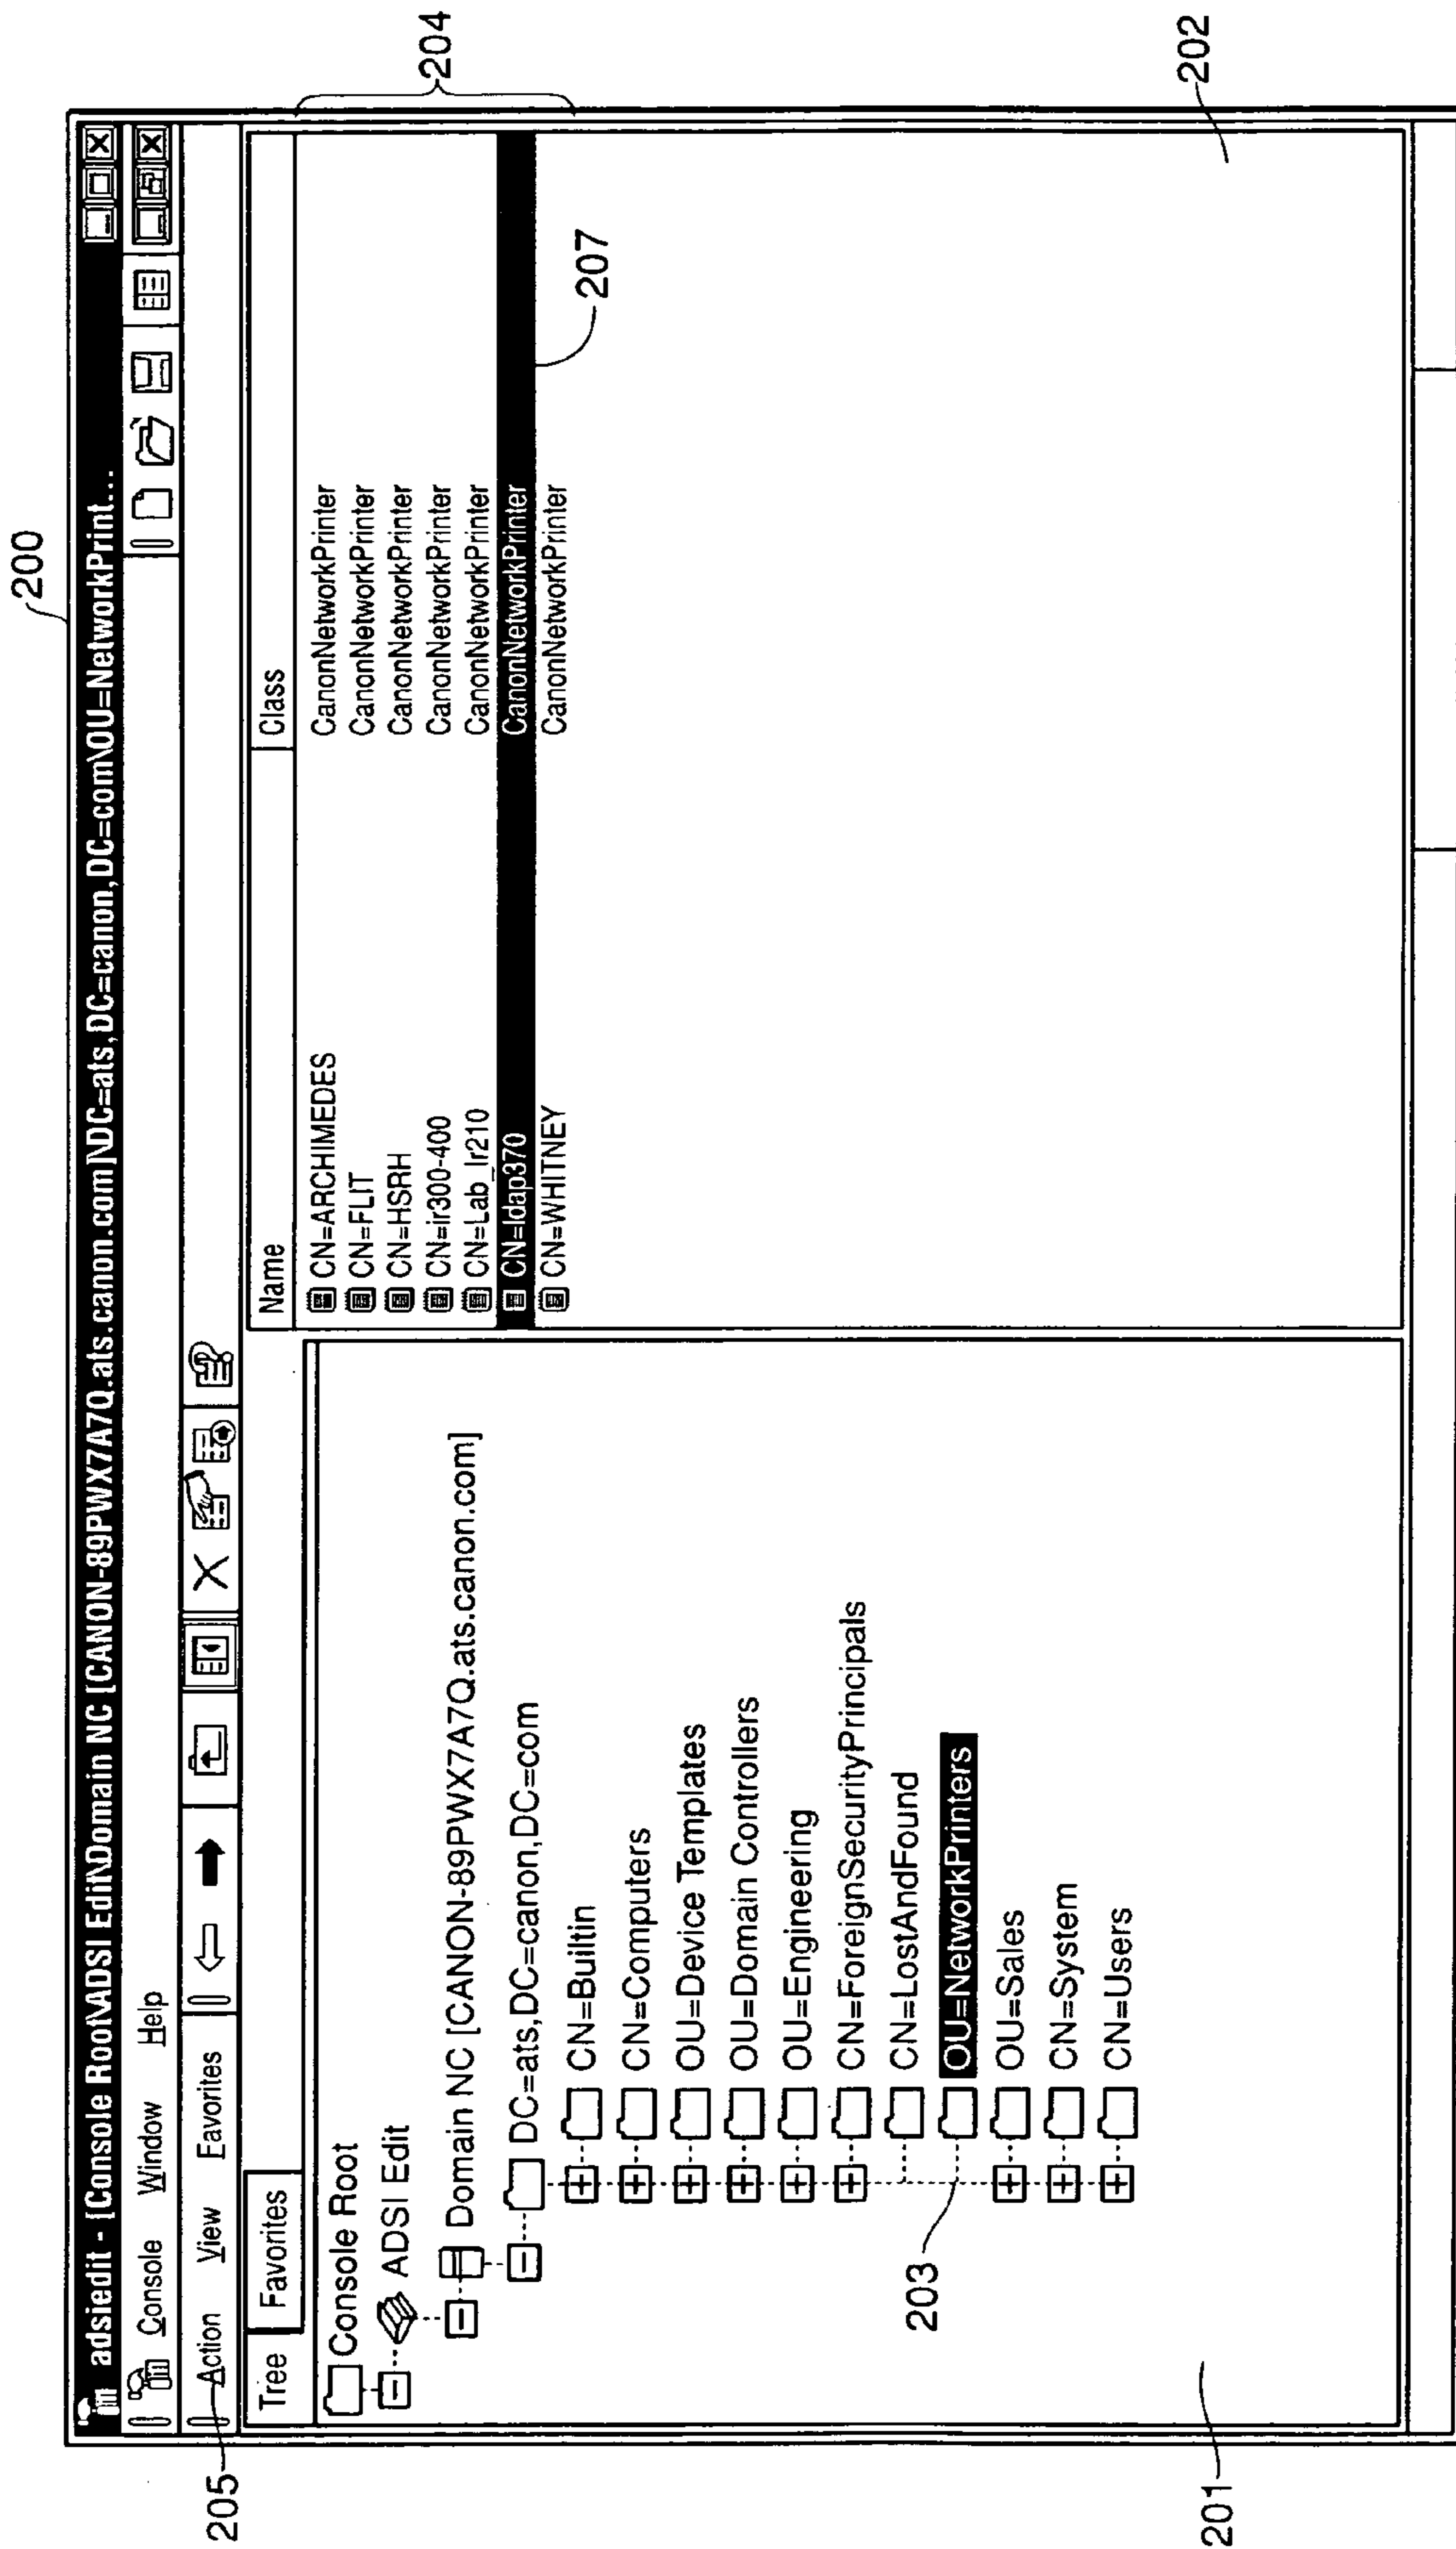 200
adsiedit - [Console Root\ADSI Edit\Domain NC [CANON-89PWX7A7Q.ats.canon.com]\DC=ats,DC=canon,DC=com\OU=NetworkPrint...
Console Window Help
205
Action View Favorites
Tree Favorites
Console Root
ADSI Edit
Domain NC [CANON-89PWX7A7Q.ats.canon.com]
DC=ats,DC=canon,DC=com
CN=Builtin
CN=Computers
OU=Device Templates
OU=Domain Controllers
OU=Engineering
CN=ForeignSecurityPrincipals
CN=LostAndFound
OU=NetworkPrinters
OU=Sales
CN=System
CN=Users
203
201
Name Class
CN=ARCHIMEDES CanonNetworkPrinter
CN=FLIT CanonNetworkPrinter
CN=HSRH CanonNetworkPrinter
CN=ir300-400 CanonNetworkPrinter
CN=Lab_Ir210 CanonNetworkPrinter
CN=ldap370 CanonNetworkPrinter
CN=WHITNEY CanonNetworkPrinter
204
207
202